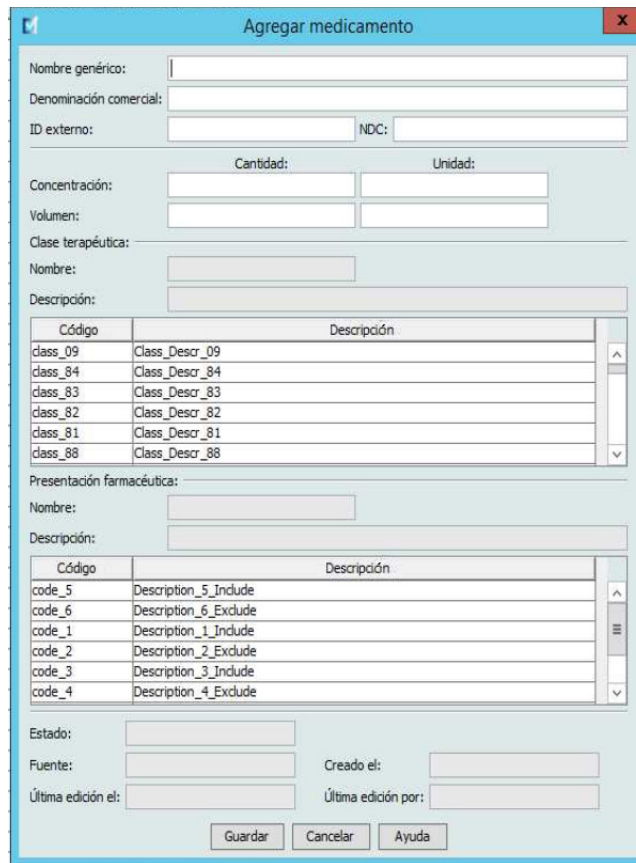 Agregar medicamento
X
Nombre genérico:
Denominación comercial:
ID externo: NDC:
Cantidad: Unidad:
Concentración:
Volumen:
Clase terapéutica:
Nombre:
Descripción:
Código Descripción
class_09 Class_Descr_09
class_84 Class_Descr_84
class_83 Class_Descr_83
class_82 Class_Descr_82
class_81 Class_Descr_81
class_88 Class_Descr_88
Presentación farmacéutica:
Nombre:
Descripción:
Código Descripción
code_5 Description_5_Include
code_6 Description_6_Exclude
code_1 Description_1_Include
code_2 Description_2_Exclude
code_3 Description_3_Include
code_4 Description_4_Exclude
Estado:
Fuente: Creado el:
Última edición el: Última edición por:
Guardar Cancelar Ayuda